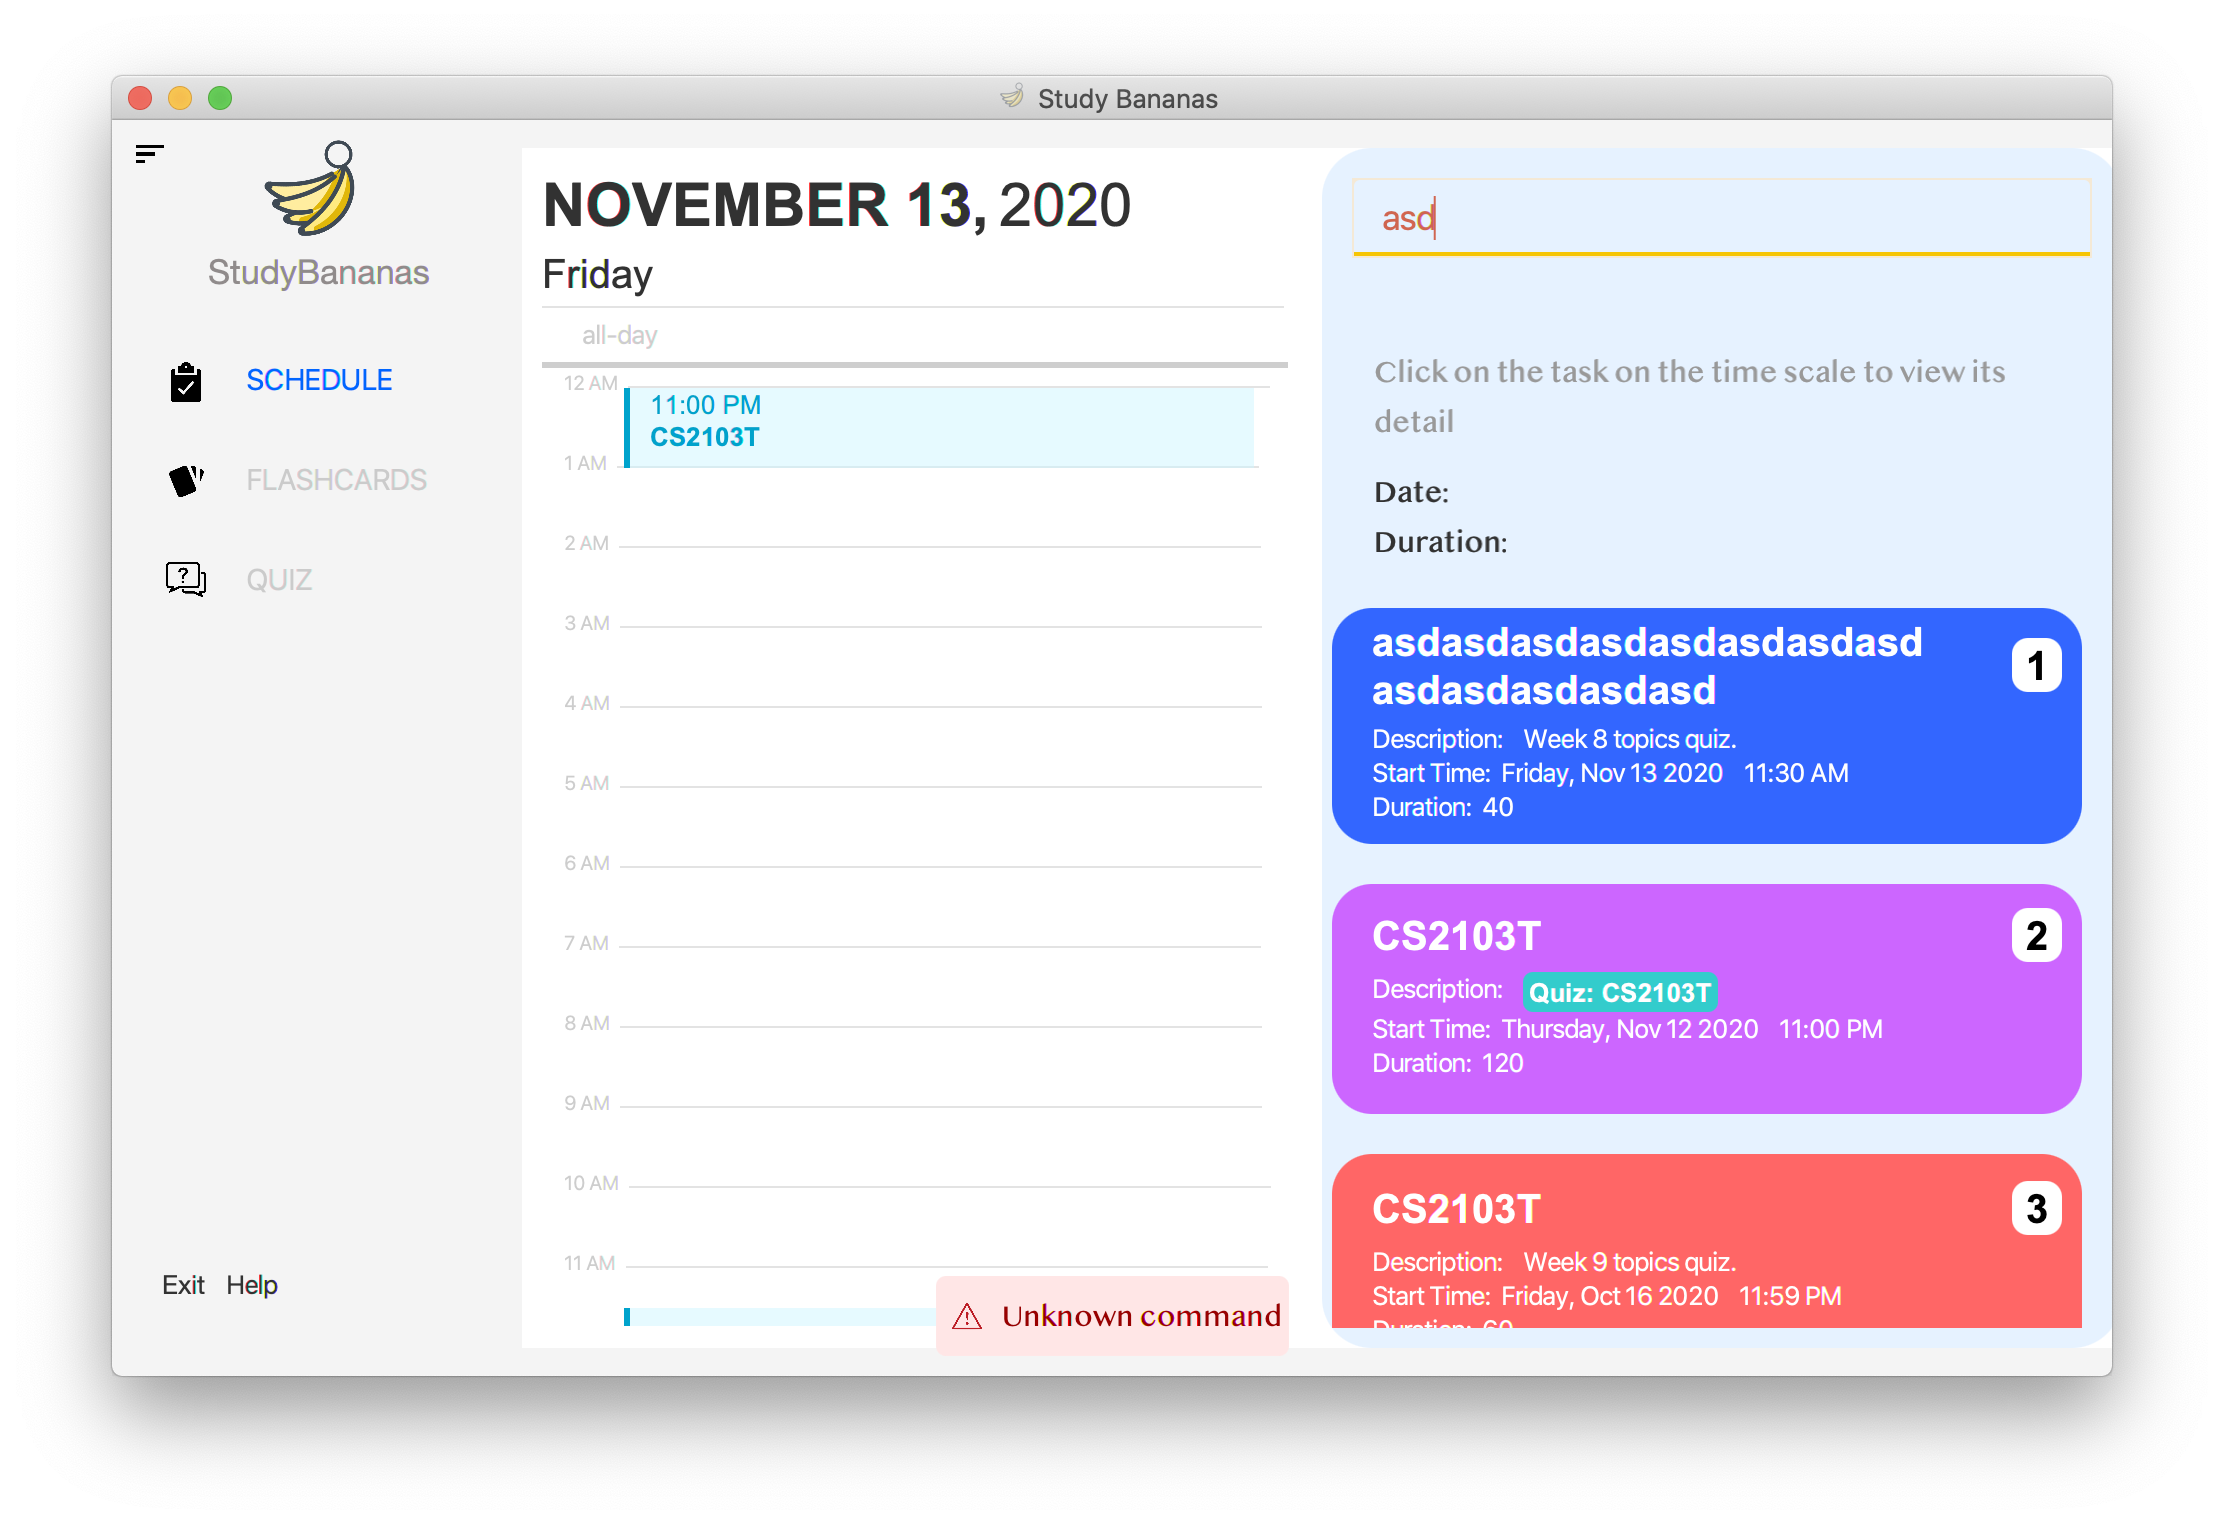 Study Bananas
StudyBananas
SCHEDULE
FLASHCARDS
QUIZ
Exit Help
NOVEMBER 13, 2020
Friday
all-day
12 AM
11:00 PM
CS2103T
1 AM
2 AM
3 AM
4 AM
5 AM
6 AM
7 AM
8 AM
9 AM
10 AM
11 AM
Unknown command
asd
Click on the task on the time scale to view its
detail
Date:
Duration:
asdasdasdasdasdasdasdasd
asdasdasdasdasd
1
Description: Week 8 topics quiz.
Start Time: Friday, Nov 13 2020 11:30 AM
Duration: 40
CS2103T
2
Description: Quiz: CS2103T
Start Time: Thursday, Nov 12 2020 11:00 PM
Duration: 120
CS2103T
3
Description: Week 9 topics quiz.
Start Time: Friday, Oct 16 2020 11:59 PM
Duration: 60